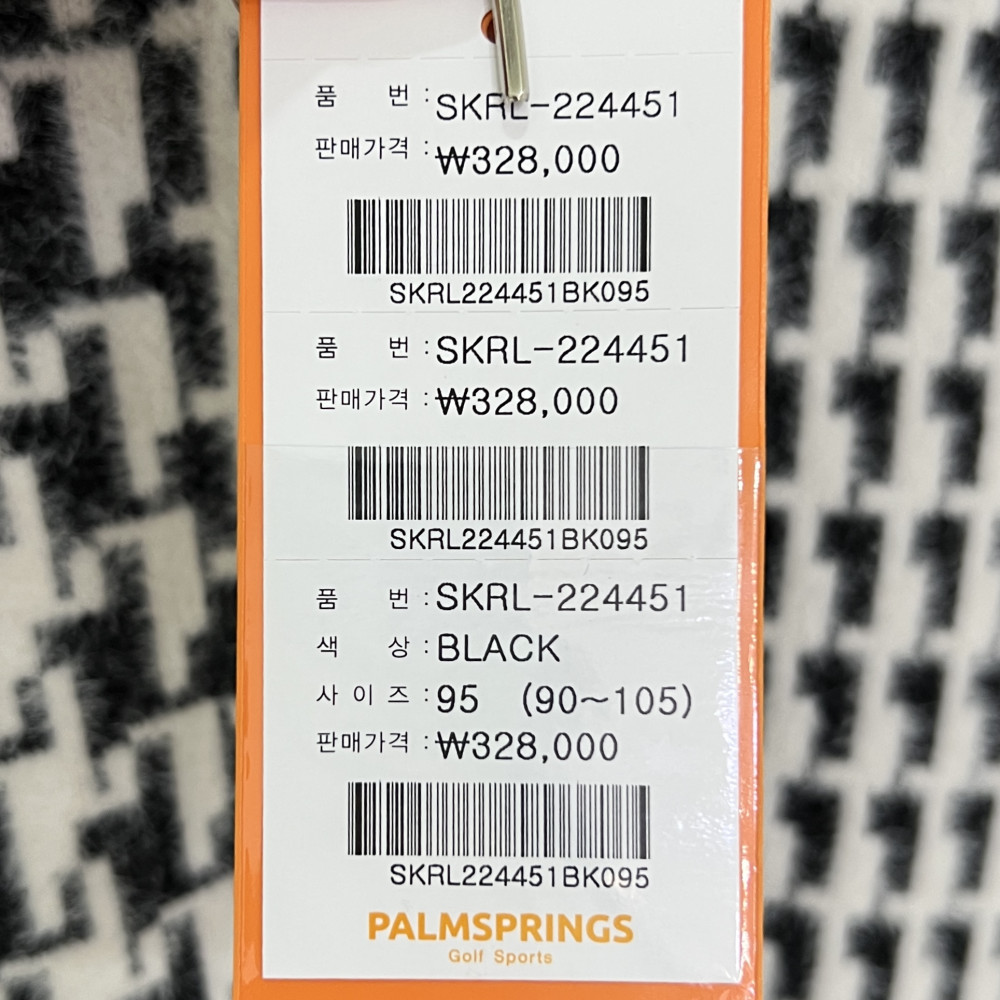 품 번 : SKRL-224451
판매가격 : ₩328,000
SKRL224451BK095
품 번 : SKRL-224451
판매가격 : ₩328,000
SKRL224451BK095
품 번 : SKRL-224451
색 상 : BLACK
사 이 즈 : 95 (90~105)
판매가격 : ₩328,000
SKRL224451BK095
PALMSPRINGS
Golf Sports